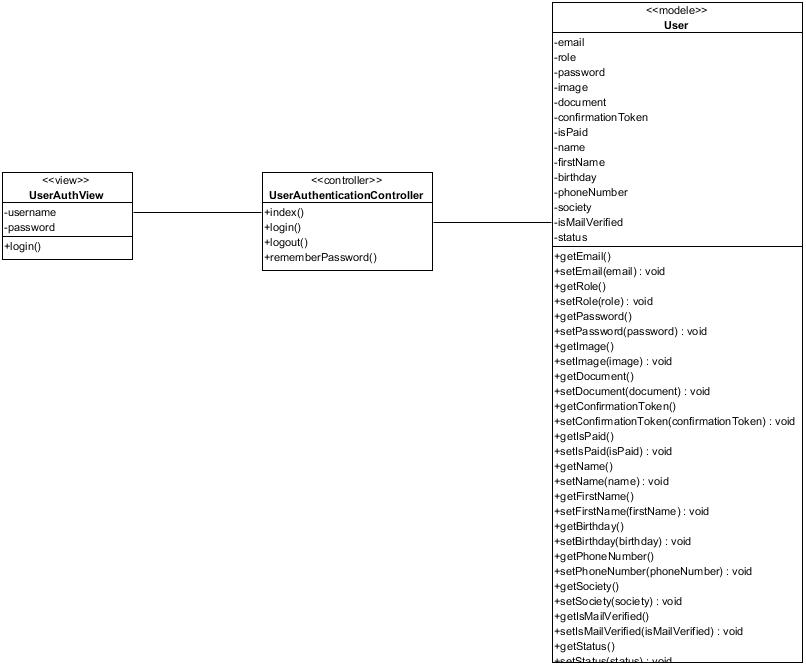 <<view>>
UserAuthView
-username
-password
+login()
<<controller>>
UserAuthenticationController
+index()
+login()
+logout()
+rememberPassword()
<<modele>>
User
-email
-role
-password
-image
-document
-confirmationToken
-isPaid
-name
-firstName
-birthday
-phoneNumber
-society
-isMailVerified
-status
+getEmail()
+setEmail(email) : void
+getRole()
+setRole(role) : void
+getPassword()
+setPassword(password) : void
+getImage()
+setImage(image) : void
+getDocument()
+setDocument(document) : void
+getConfirmationToken()
+setConfirmationToken(confirmationToken) : void
+getIsPaid()
+setIsPaid(isPaid) : void
+getName()
+setName(name) : void
+getFirstName()
+setFirstName(firstName) : void
+getBirthday()
+setBirthday(birthday) : void
+getPhoneNumber()
+setPhoneNumber(phoneNumber) : void
+getSociety()
+setSociety(society) : void
+getIsMailVerified()
+setIsMailVerified(isMailVerified) : void
+getStatus()
+setStatus(status) : void